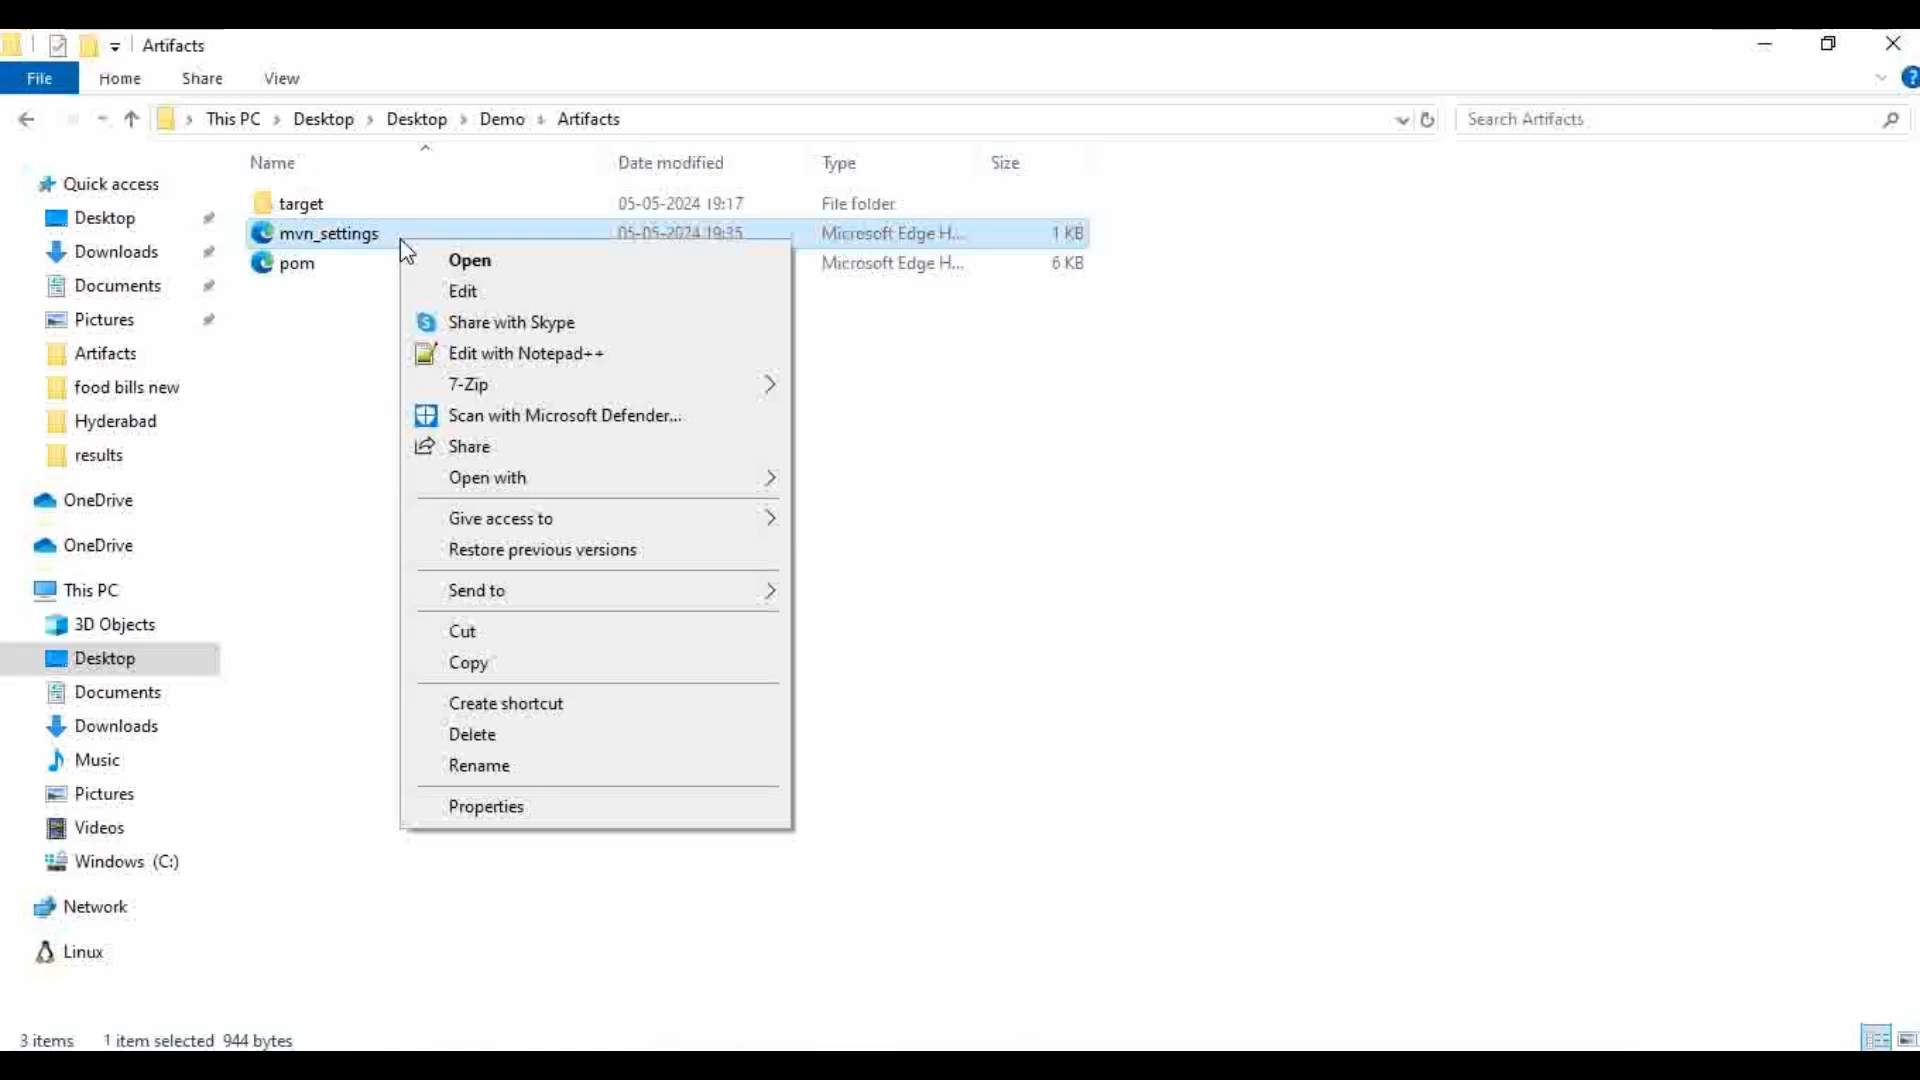 Artifacts
File Home Share View
This PC Desktop Desktop Demo Artifacts
Search Artifacts
Name Date modified Type Size
target 05-05-2024 19:17 File folder
mvn_settings 05-05-2024 19:35 Microsoft Edge H... 1 KB
pom Microsoft Edge H... 6 KB
Quick access
Desktop
Downloads
Documents
Pictures
Artifacts
food bills new
Hyderabad
results
OneDrive
OneDrive
This PC
3D Objects
Desktop
Documents
Downloads
Music
Pictures
Videos
Windows (C:)
Network
Linux
Open
Edit
Share with Skype
Edit with Notepad++
7-Zip
Scan with Microsoft Defender...
Share
Open with
Give access to
Restore previous versions
Send to
Cut
Copy
Create shortcut
Delete
Rename
Properties
3 items 1 item selected 944 bytes